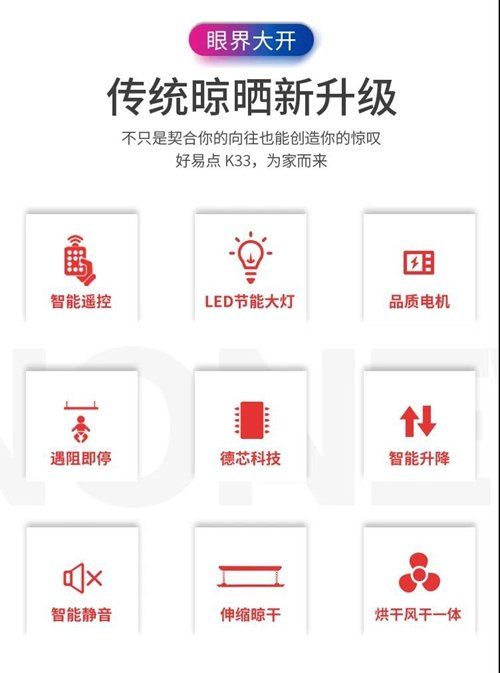 眼界大开
传统晾晒新升级
不只是契合你的向往也能创造你的惊叹
好易点 K33，为家而来
智能遥控
LED节能大灯
品质电机
遇阻即停
德芯科技
智能升降
智能静音
伸缩晾干
烘干风干一体